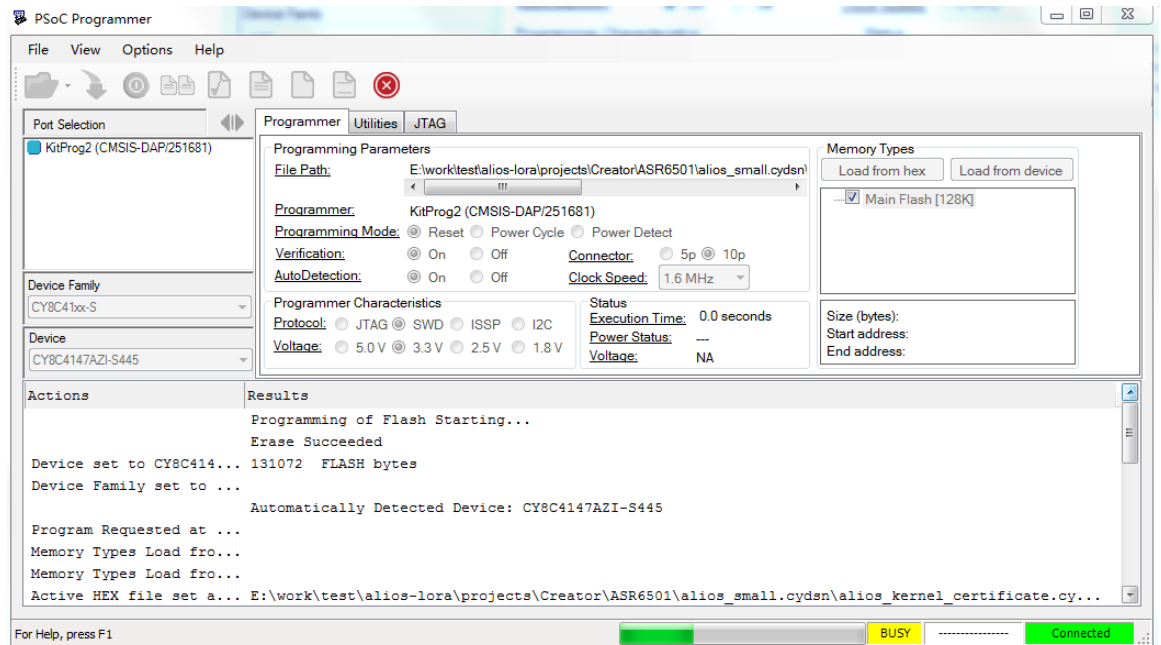 PSoC Programmer
File View Options Help
Port Selection
KitProg2 (CMSIS-DAP/251681)
Device Family
CY8C41xx-S
Device
CY8C4147AZI-S445
Programmer Utilities JTAG
Programming Parameters
File Path: E:\work\test\alios-lora\projects\Creator\ASR6501\alios_small.cydsn\
Programmer: KitProg2 (CMSIS-DAP/251681)
Programming Mode: Reset Power Cycle Power Detect
Verification: On Off Connector: 5p 10p
AutoDetection: On Off Clock Speed: 1.6 MHz
Programmer Characteristics
Protocol: JTAG SWD ISSP I2C
Voltage: 5.0 V 3.3 V 2.5 V 1.8 V
Status
Execution Time: 0.0 seconds
Power Status: ---
Voltage: NA
Memory Types
Load from hex Load from device
Main Flash [128K]
Size (bytes):
Start address:
End address:
Actions Results
Programming of Flash Starting...
Erase Succeeded
Device set to CY8C414... 131072 FLASH bytes
Device Family set to ...
Automatically Detected Device: CY8C4147AZI-S445
Program Requested at ...
Memory Types Load fro...
Memory Types Load fro...
Active HEX file set a... E:\work\test\alios-lora\projects\Creator\ASR6501\alios_small.cydsn\alios_kernel_certificate.cy...
For Help, press F1 BUSY ---------------- Connected